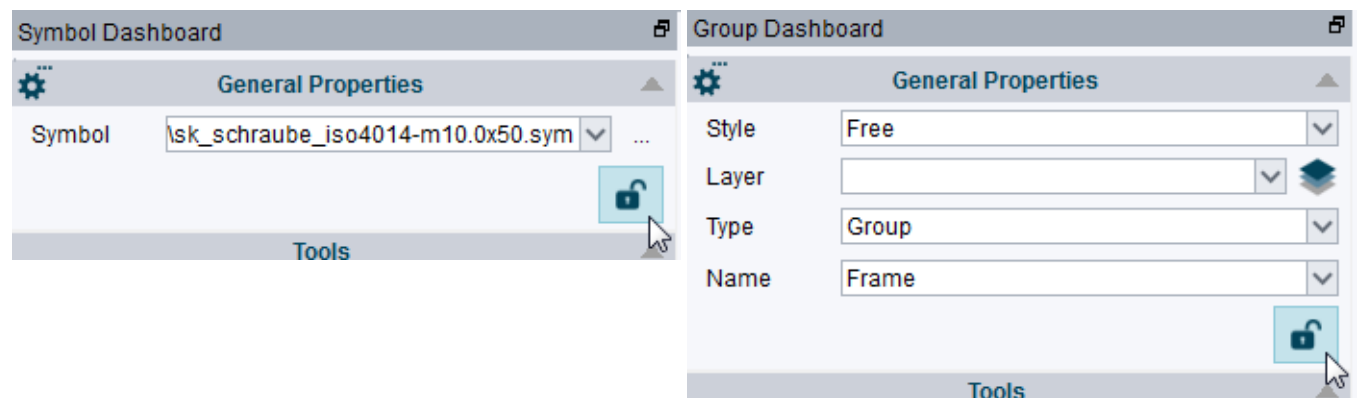 Symbol Dashboard
General Properties
Symbol \sk_schraube_iso4014-m10.0x50.sym ...
Tools
Group Dashboard
General Properties
Style Free
Layer
Type Group
Name Frame
Tools